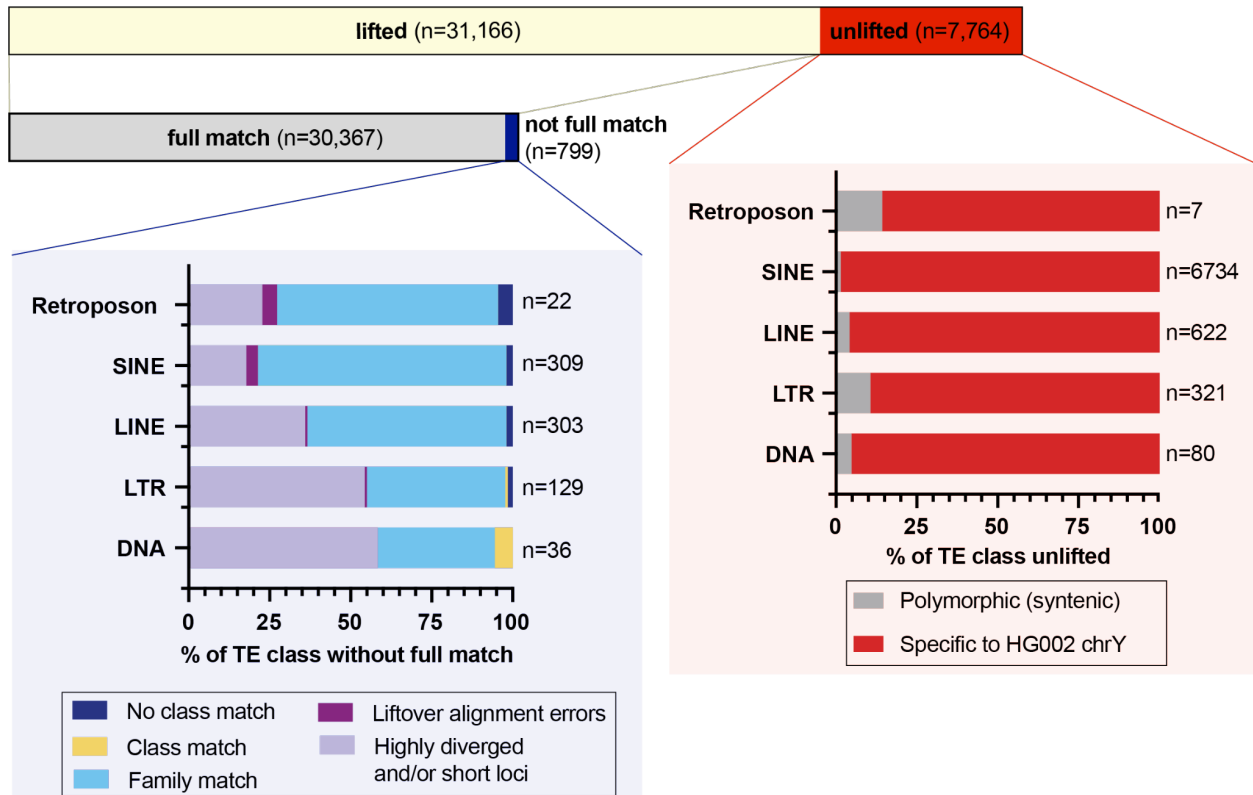 lifted (n=31,166)
unlifted (n=7,764)
full match (n=30,367)
not full match
(n=799)
Retroposon
n=22
SINE
n=309
LINE
n=303
LTR
n=129
DNA
n=36
0 25 50 75 100
% of TE class without full match
No class match
Class match
Family match
Liftover alignment errors
Highly diverged
and/or short loci
Retroposon
n=7
SINE
n=6734
LINE
n=622
LTR
n=321
DNA
n=80
0 25 50 75 100
% of TE class unlifted
Polymorphic (syntenic)
Specific to HG002 chrY